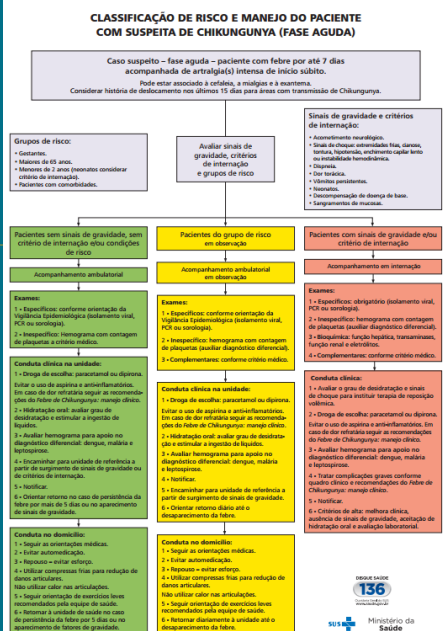 CLASSIFICAÇÃO DE RISCO E MANEJO DO PACIENTE
COM SUSPEITA DE CHIKUNGUNYA (FASE AGUDA)
Caso suspeito – fase aguda – paciente com febre por até 7 dias
acompanhada de artralgia(s) intensa de início súbito.
Pode estar associado à cefaleia, a mialgias e à exantema.
Considerar história de deslocamento nos últimos 15 dias para áreas com transmissão de Chikungunya.
Grupos de risco:
• Gestantes.
• Maiores de 65 anos.
• Menores de 2 anos (neonatos considerar
critério de internação).
• Pacientes com comorbidades.
Avaliar sinais de
gravidade, critérios
de internação
e grupos de risco
Sinais de gravidade e critérios
de internação:
• Acometimento neurológico.
• Sinais de choque: extremidades frias, cianose,
tontura, hipotensão, enchimento capilar lento
ou instabilidade hemodinâmica.
• Dispneia.
• Dor torácica.
• Vômitos persistentes.
• Neonatos.
• Descompensação de doença de base.
• Sangramentos de mucosas.
Pacientes sem sinais de gravidade, sem
critério de internação e/ou condições
de risco
Acompanhamento ambulatorial
Exames:
1 • Específicos: conforme orientação da
Vigilância Epidemiológica (isolamento viral,
PCR ou sorologia).
2 • Inespecífico: Hemograma com contagem
de plaquetas a critério médico.
Conduta clínica na unidade:
1 • Droga de escolha: paracetamol ou dipirona.
Evitar o uso de aspirina e anti-inflamatórios.
Em caso de dor refratária seguir as recomenda-
ções do Febre de Chikungunya: manejo clínico.
2 • Hidratação oral: avaliar grau de
desidratação e estimular a ingestão de
líquidos.
3 • Avaliar hemograma para apoio no
diagnóstico diferencial: dengue, malária e
leptospirose.
4 • Encaminhar para unidade de referência a
partir de surgimento de sinais de gravidade ou
de critérios de internação.
5 • Notificar.
6 • Orientar retorno no caso de persistência da
febre por mais de 5 dias ou no aparecimento
de sinais de gravidade.
Conduta no domicílio:
1 • Seguir as orientações médicas.
2 • Evitar automedicação.
3 • Repouso – evitar esforço.
4 • Utilizar compressas frias para redução de
danos articulares.
Não utilizar calor nas articulações.
5 • Seguir orientação de exercícios leves
recomendados pela equipe de saúde.
6 • Retornar à unidade de saúde no caso
de persistência da febre por 5 dias ou no
aparecimento de fatores de gravidade.
Pacientes do grupo de risco
em observação
Acompanhamento ambulatorial
em observação
Exames:
1 • Específicos: conforme orientação da
Vigilância Epidemiológica (isolamento viral,
PCR ou sorologia).
2 • Inespecífico: hemograma com contagem
de plaquetas (auxiliar diagnóstico diferencial).
3 • Complementares: conforme critério médico.
Conduta clínica na unidade:
1 • Droga de escolha: paracetamol ou dipirona.
Evitar o uso de aspirina e anti-inflamatórios.
Em caso de dor refratária seguir as recomenda-
ções do Febre de Chikungunya: manejo clínico.
2 • Hidratação oral: avaliar grau de desidrata-
ção e estimular a ingestão de líquidos.
3 • Avaliar hemograma para apoio no
diagnóstico diferencial: dengue, malária
e leptospirose.
4 • Notificar.
5 • Encaminhar para unidade de referência a
partir de surgimento de sinais de gravidade.
6 • Orientar retorno diário até o
desaparecimento da febre.
Conduta no domicílio:
1 • Seguir as orientações médicas.
2 • Evitar automedicação.
3 • Repouso – evitar esforço.
4 • Utilizar compressas frias para redução de
danos articulares.
Não utilizar calor nas articulações.
5 • Seguir orientação de exercícios leves
recomendados pela equipe de saúde.
6 • Retornar diariamente à unidade até o
desaparecimento da febre.
Pacientes com sinais de gravidade e/ou
critério de internação
Acompanhamento em internação
Exames:
1 • Específicos: obrigatório (isolamento viral,
PCR ou sorologia).
2 • Inespecífico: hemograma com contagem
de plaquetas (auxiliar diagnóstico diferencial).
3 • Bioquímica: função hepática, transaminases,
função renal e eletrólitos.
4 • Complementares: conforme critério médico.
Conduta clínica:
1 • Avaliar o grau de desidratação e sinais
de choque para instituir terapia de reposição
volêmica.
2 • Droga de escolha: paracetamol ou dipirona.
Evitar o uso de aspirina e anti-inflamatórios. Em
caso de dor refratária seguir as recomendações
do Febre de Chikungunya: manejo clínico.
3 • Avaliar hemograma para apoio no
diagnóstico diferencial: dengue, malária
e leptospirose.
4 • Tratar complicações graves conforme
quadro clínico e recomendações do Febre de
Chikungunya: manejo clínico.
5 • Notificar.
6 • Critérios de alta: melhora clínica,
ausência de sinais de gravidade, aceitação de
hidratação oral e avaliação laboratorial.
DISQUE SAÚDE
136
SUS
Ministério da
Saúde